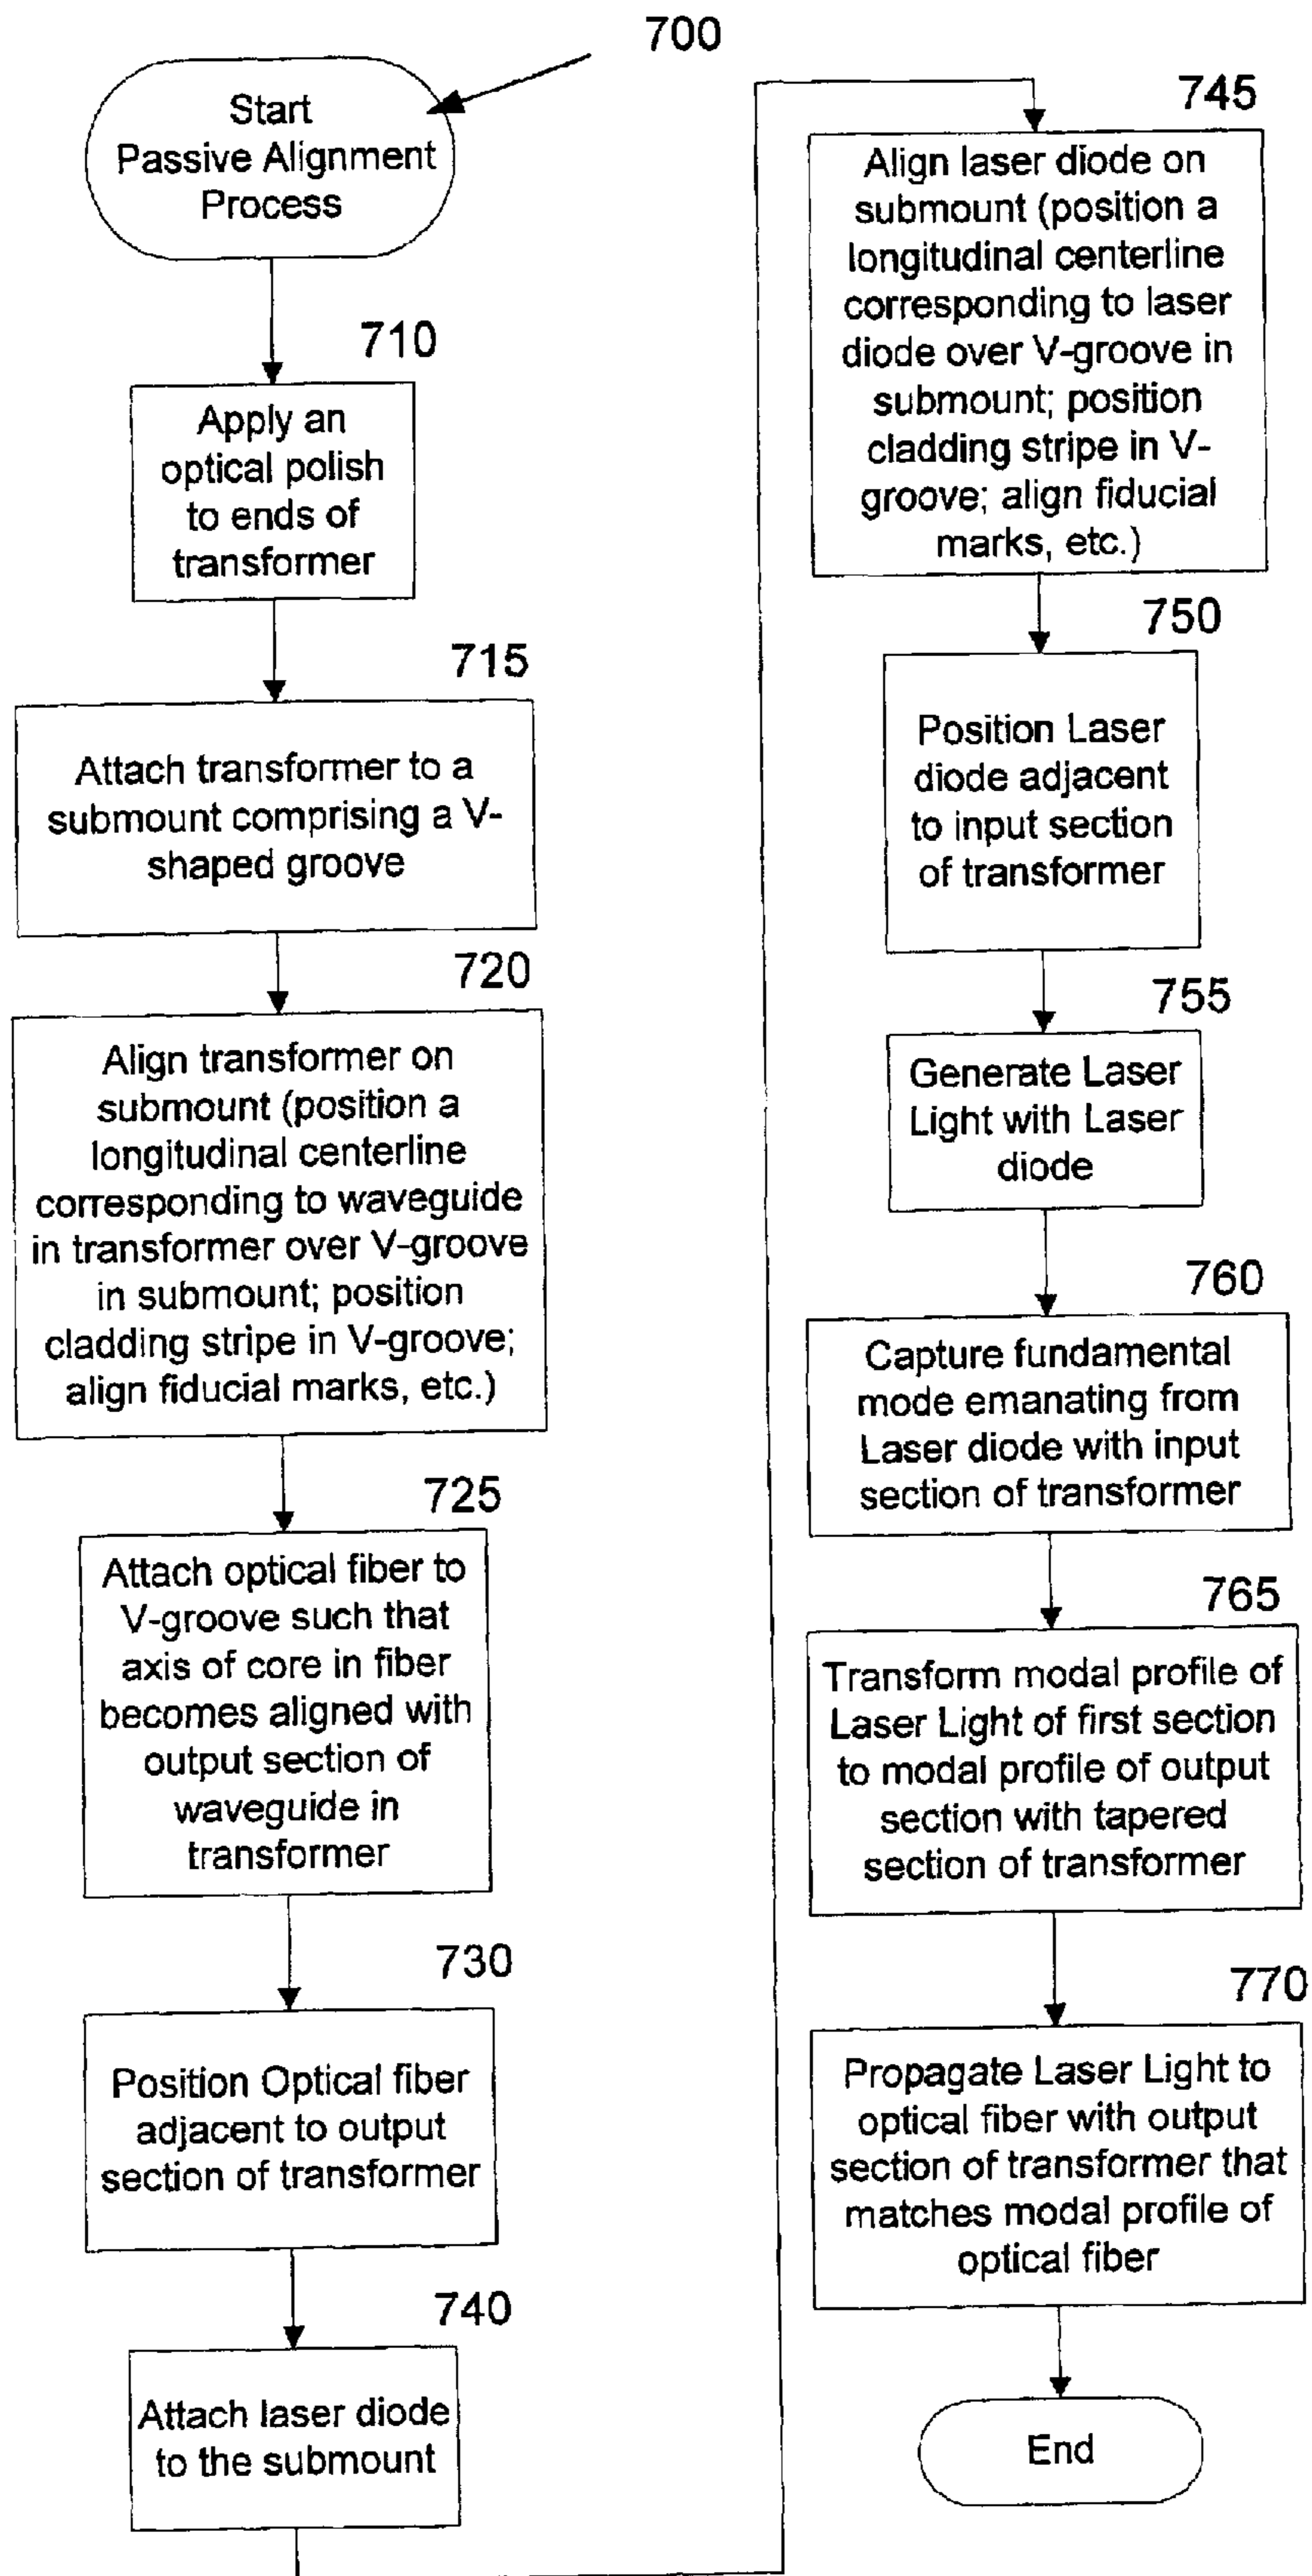 700
Start
Passive Alignment
Process
710
Apply an
optical polish
to ends of
transformer
715
Attach transformer to a
submount comprising a V-
shaped groove
720
Align transformer on
submount (position a
longitudinal centerline
corresponding to waveguide
in transformer over V-groove
in submount; position
cladding stripe in V-groove;
align fiducial marks, etc.)
725
Attach optical fiber to
V-groove such that
axis of core in fiber
becomes aligned with
output section of
waveguide in
transformer
730
Position Optical fiber
adjacent to output
section of transformer
740
Attach laser diode
to the submount
745
Align laser diode on
submount (position a
longitudinal centerline
corresponding to laser
diode over V-groove in
submount; position
cladding stripe in V-
groove; align fiducial
marks, etc.)
750
Position Laser
diode adjacent
to input section
of transformer
755
Generate Laser
Light with Laser
diode
760
Capture fundamental
mode emanating from
Laser diode with input
section of transformer
765
Transform modal profile of
Laser Light of first section
to modal profile of output
section with tapered
section of transformer
770
Propagate Laser Light to
optical fiber with output
section of transformer that
matches modal profile of
optical fiber
End